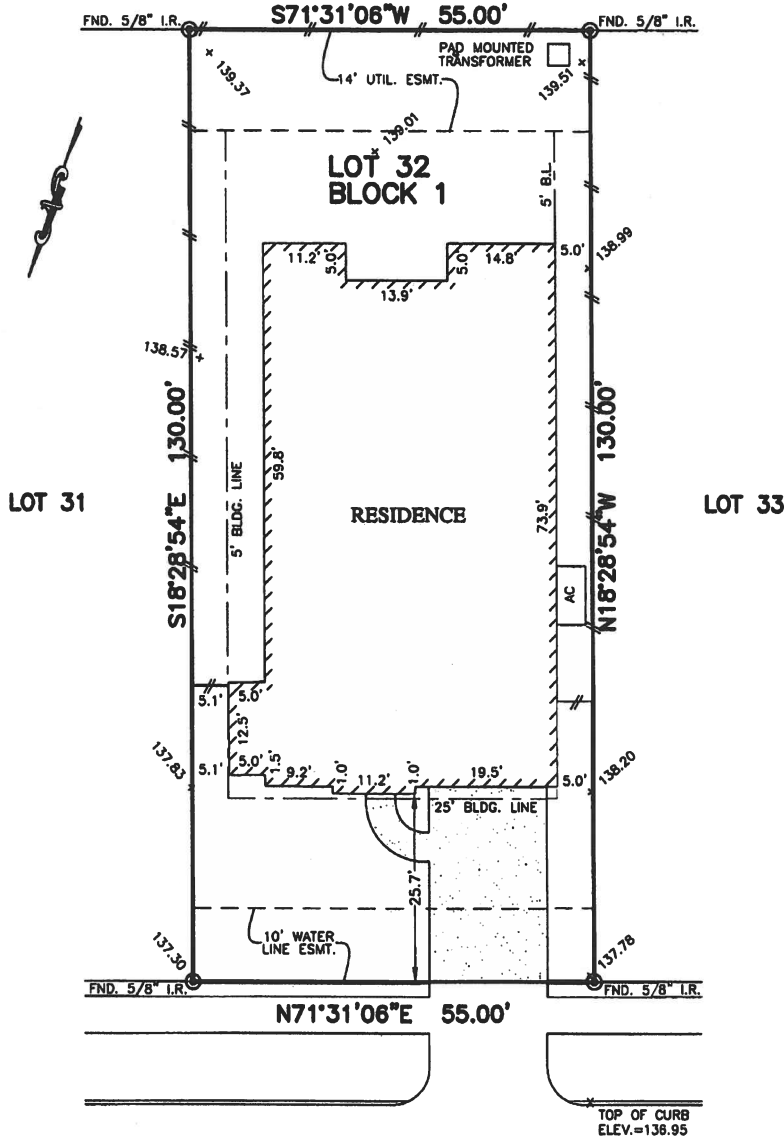 S71°31'06"W 55.00'
FND. 5/8" I.R.
FND. 5/8" I.R.
PAD MOUNTED
TRANSFORMER
139.37
14' UTIL. ESMT.
139.51
139.01
LOT 32
BLOCK 1
5' B.L.
11.2'
5.0'
13.9'
5.0'
14.8'
5.0'
138.99
138.57
S18°28'54"E 130.00'
5' BLDG. LINE
59.8'
LOT 31
RESIDENCE
73.9'
N18°28'54"W 130.00'
LOT 33
AC
5.1'
5.0'
12.5'
137.83
5.1'
5.0'
1.5'
9.2'
1.0'
11.2'
1.0'
19.5'
5.0'
138.20
25' BLDG. LINE
25.7'
10' WATER
LINE ESMT.
137.30
137.78
FND. 5/8" I.R.
FND. 5/8" I.R.
N71°31'06"E 55.00'
TOP OF CURB
ELEV.=136.95